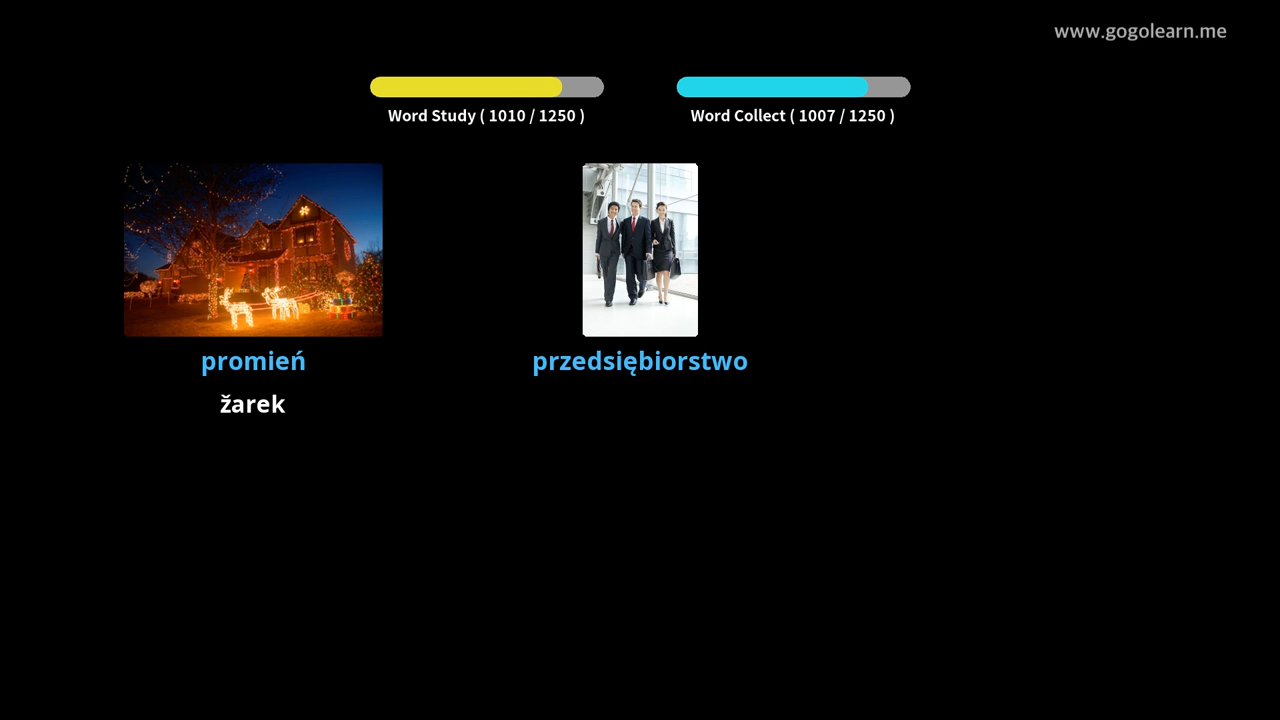 www.gogolearn.me
Word Study ( 1010 / 1250 )
Word Collect ( 1007 / 1250 )
promień
przedsiębiorstwo
žarek